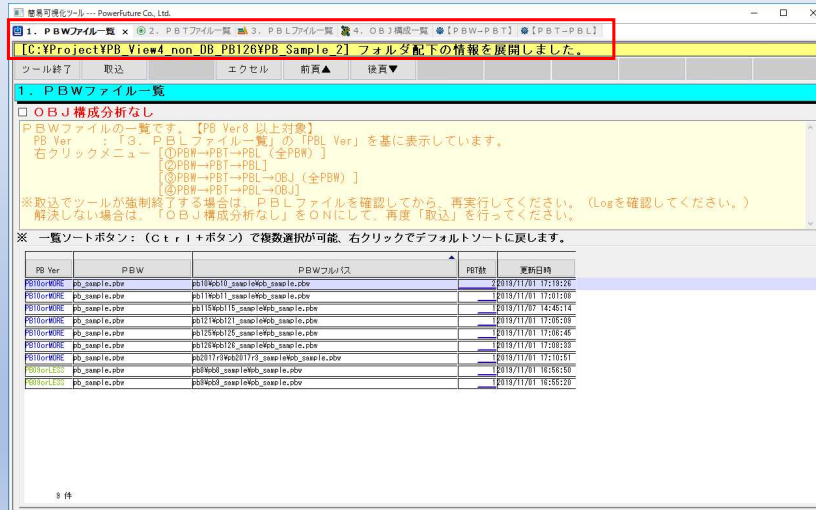 簡易可視化ツール --- PowerFuture Co., Ltd.
1．PBWファイル一覧 × 2．PBTファイル一覧 3．PBLファイル一覧 4．OBJ構成一覧 【PBW-PBT】 【PBT-PBL】
[C:¥Project¥PB_View4_non_DB_PB126¥PB_Sample_2] フォルダ配下の情報を展開しました。
ツール終了 取込 エクセル 前頁▲ 後頁▼
1．PBWファイル一覧
□ OBJ構成分析なし
PBWファイルの一覧です。【PB Ver8 以上対象】
PB Ver ：「3．PBLファイル一覧」の「PBL Ver」を基に表示しています。
右クリックメニュー [①PBW→PBT→PBL（全PBW）]
[②PBW→PBT→PBL]
[③PBW→PBT→PBL→OBJ（全PBW）]
[④PBW→PBT→PBL→OBJ]
※取込でツールが強制終了する場合は、PBLファイルを確認してから、再実行してください。（Logを確認してください。）
解決しない場合は、「OBJ構成分析なし」をONにして、再度「取込」を行ってください。
※ 一覧ソートボタン：（Ctrl+ボタン）で複数選択が可能、右クリックでデフォルトソートに戻します。
PB Ver PBW PBWフルパス PBT数 更新日時
PB10orMORE pb_sample.pbw pb10¥pb10_sample¥pb_sample.pbw 2 2019/11/01 17:19:26
PB10orMORE pb_sample.pbw pb11¥pb11_sample¥pb_sample.pbw 1 2019/11/01 17:01:08
PB10orMORE pb_sample.pbw pb115¥pb115_sample¥pb_sample.pbw 1 2019/11/07 14:45:14
PB10orMORE pb_sample.pbw pb121¥pb121_sample¥pb_sample.pbw 1 2019/11/01 17:05:09
PB10orMORE pb_sample.pbw pb125¥pb125_sample¥pb_sample.pbw 1 2019/11/01 17:06:45
PB10orMORE pb_sample.pbw pb126¥pb126_sample¥pb_sample.pbw 1 2019/11/01 17:08:33
PB10orMORE pb_sample.pbw pb2017r3¥pb2017r3_sample¥pb_sample.pbw 1 2019/11/01 17:10:51
PB09orLESS pb_sample.pbw pb8¥pb8_sample¥pb_sample.pbw 1 2019/11/01 16:56:50
PB09orLESS pb_sample.pbw pb9¥pb9_sample¥pb_sample.pbw 1 2019/11/01 16:55:20
9 件